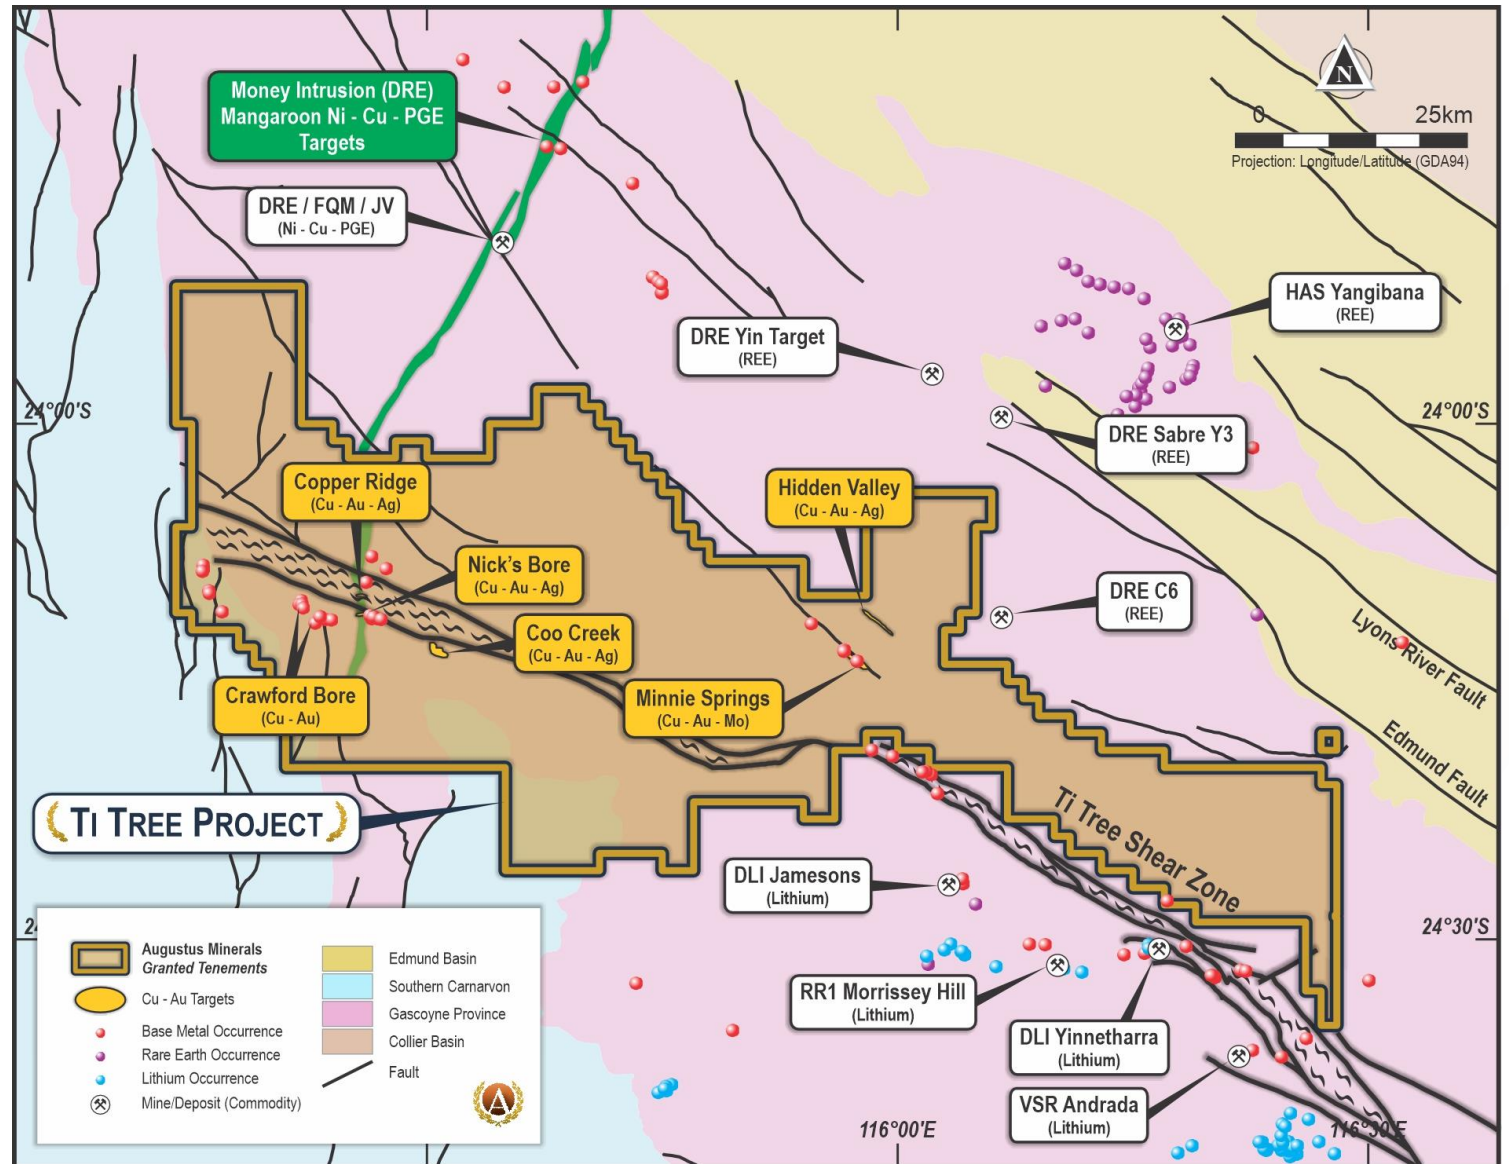 Money Intrusion (DRE)
Mangaroon Ni - Cu - PGE
Targets
N
0 25km
Projection: Longitude/Latitude (GDA94)
DRE / FQM / JV
(Ni - Cu - PGE)
HAS Yangibana
(REE)
DRE Yin Target
(REE)
24°00'S
24°00'S
DRE Sabre Y3
(REE)
Copper Ridge
(Cu - Au - Ag)
Hidden Valley
(Cu - Au - Ag)
Nick's Bore
(Cu - Au - Ag)
DRE C6
(REE)
Coo Creek
(Cu - Au - Ag)
Lyons River Fault
Crawford Bore
(Cu - Au)
Minnie Springs
(Cu - Au - Mo)
Edmund Fault
TI TREE PROJECT
Ti Tree Shear Zone
DLI Jamesons
(Lithium)
24
24°30'S
RR1 Morrissey Hill
(Lithium)
DLI Yinnetharra
(Lithium)
VSR Andrada
(Lithium)
116°00'E
116°30'E
Augustus Minerals
Granted Tenements
Cu - Au Targets
Base Metal Occurrence
Rare Earth Occurrence
Lithium Occurrence
Mine/Deposit (Commodity)
Edmund Basin
Southern Carnarvon
Gascoyne Province
Collier Basin
Fault
A